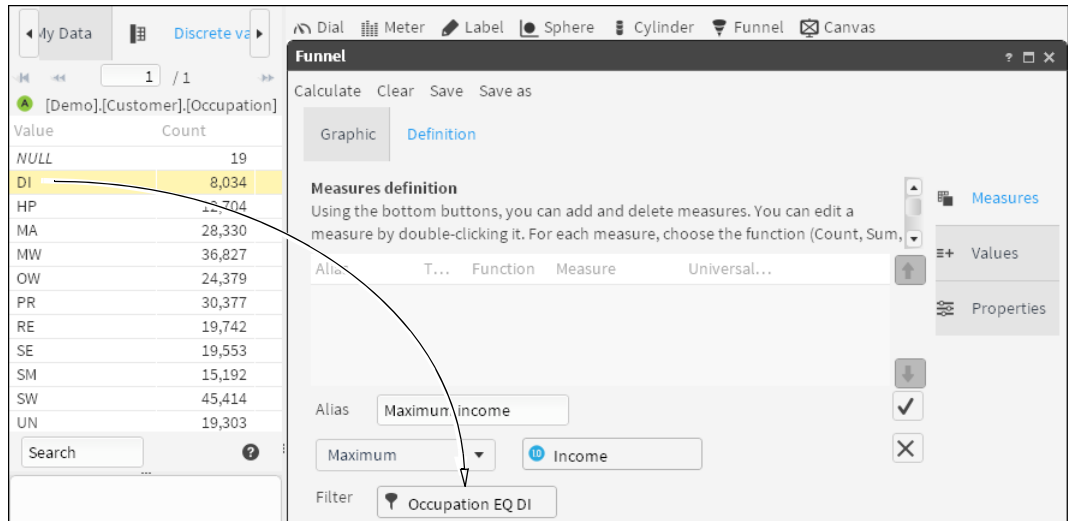 My Data Discrete va
Dial Meter Label Sphere Cylinder Funnel Canvas
Funnel
1 / 1
Calculate Clear Save Save as
[Demo].[Customer].[Occupation]
Value Count
Graphic Definition
NULL 19
DI 8,034
HP 12,704
MA 28,330
MW 36,827
OW 24,379
PR 30,377
RE 19,742
SE 19,553
SM 15,192
SW 45,414
UN 19,303
Search
Measures definition
Using the bottom buttons, you can add and delete measures. You can edit a
measure by double-clicking it. For each measure, choose the function (Count, Sum,
Alias T... Function Measure Universal...
Measures
Values
Properties
Alias Maximum income
Maximum 1.0 Income
Filter Occupation EQ DI